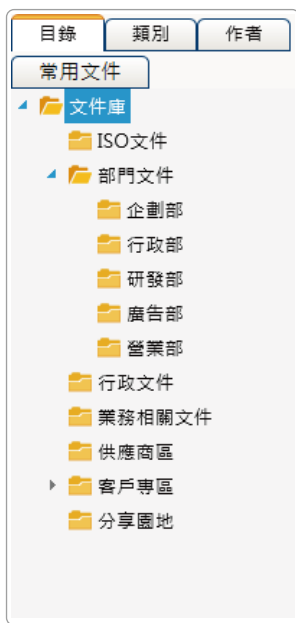 目錄 類別 作者
常用文件
文件庫
ISO文件
部門文件
企劃部
行政部
研發部
廣告部
營業部
行政文件
業務相關文件
供應商區
客戶專區
分享園地